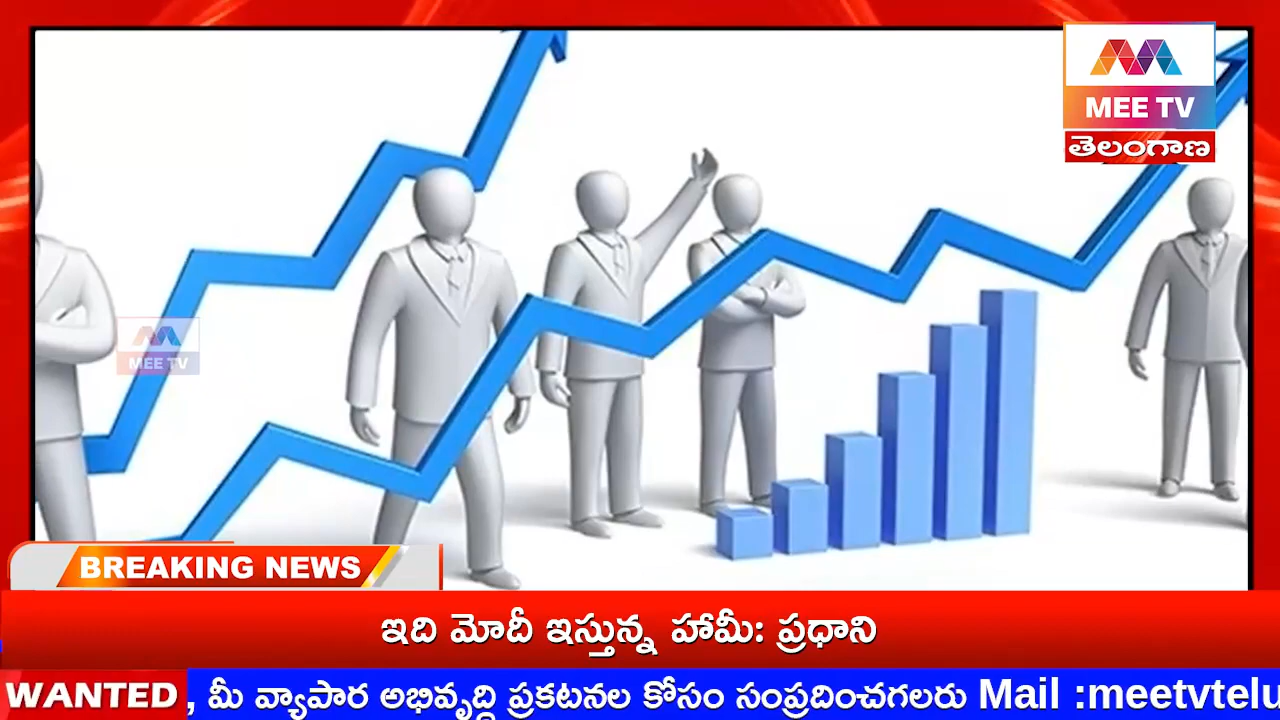 MEE TV
తెలంగాణ
MEE TV
BREAKING NEWS
ఇది మోదీ ఇస్తున్న హామీ: ప్రధాని
WANTED , మీ వ్యాపార అభివృద్ది ప్రకటనల కోసం సంప్రదించగలరు Mail :meetvtelu